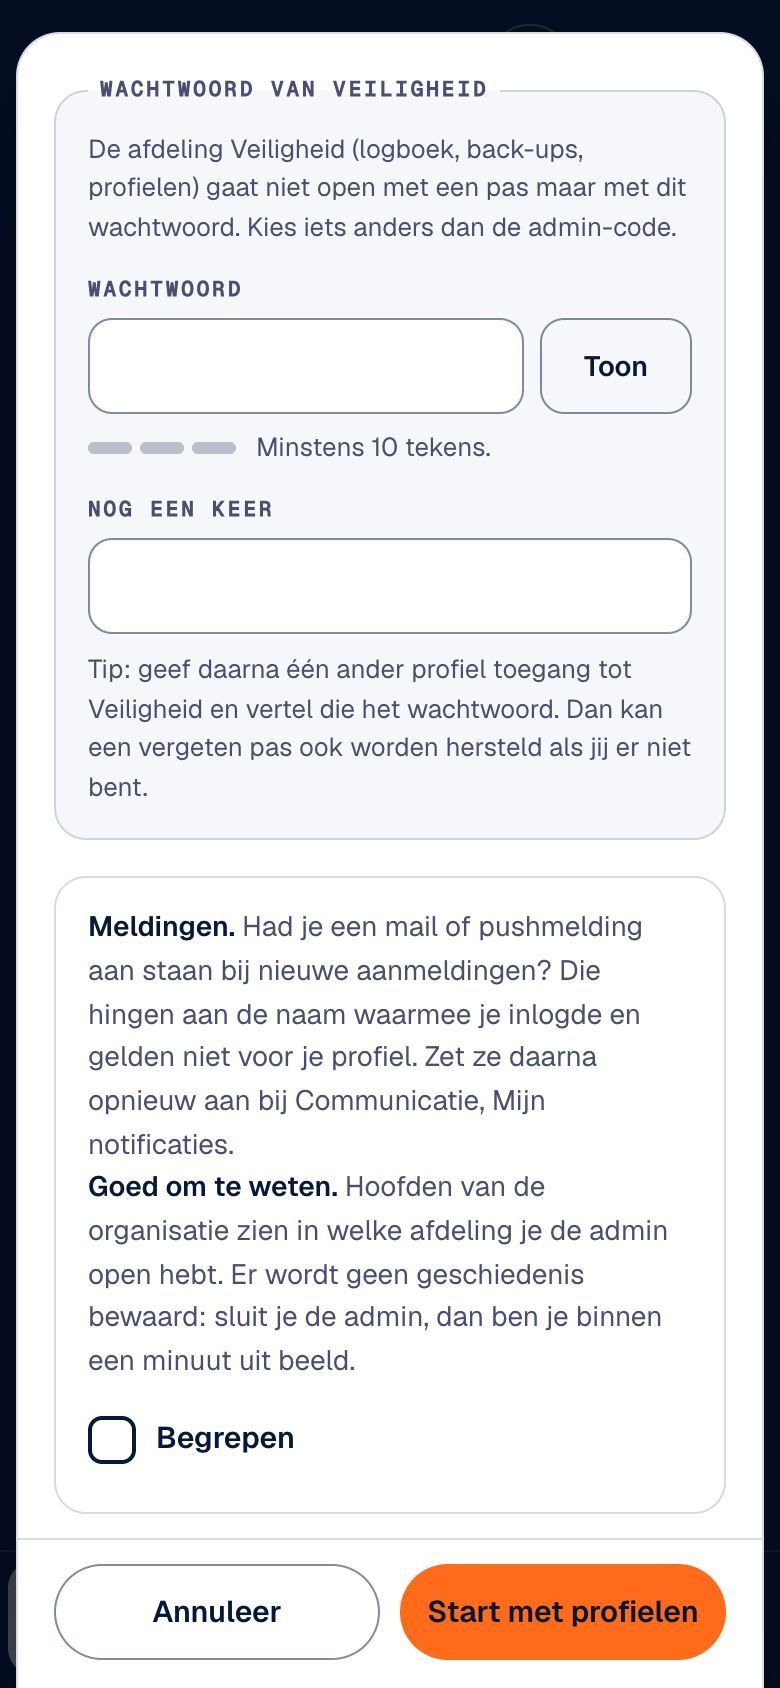 WACHTWOORD VAN VEILIGHEID
De afdeling Veiligheid (logboek, back-ups,
profielen) gaat niet open met een pas maar met dit
wachtwoord. Kies iets anders dan de admin-code.
WACHTWOORD
Toon
Minstens 10 tekens.
NOG EEN KEER
Tip: geef daarna één ander profiel toegang tot
Veiligheid en vertel die het wachtwoord. Dan kan
een vergeten pas ook worden hersteld als jij er niet
bent.
Meldingen. Had je een mail of pushmelding
aan staan bij nieuwe aanmeldingen? Die
hingen aan de naam waarmee je inlogde en
gelden niet voor je profiel. Zet ze daarna
opnieuw aan bij Communicatie, Mijn
notificaties.
Goed om te weten. Hoofden van de
organisatie zien in welke afdeling je de admin
open hebt. Er wordt geen geschiedenis
bewaard: sluit je de admin, dan ben je binnen
een minuut uit beeld.
Begrepen
Annuleer
Start met profielen